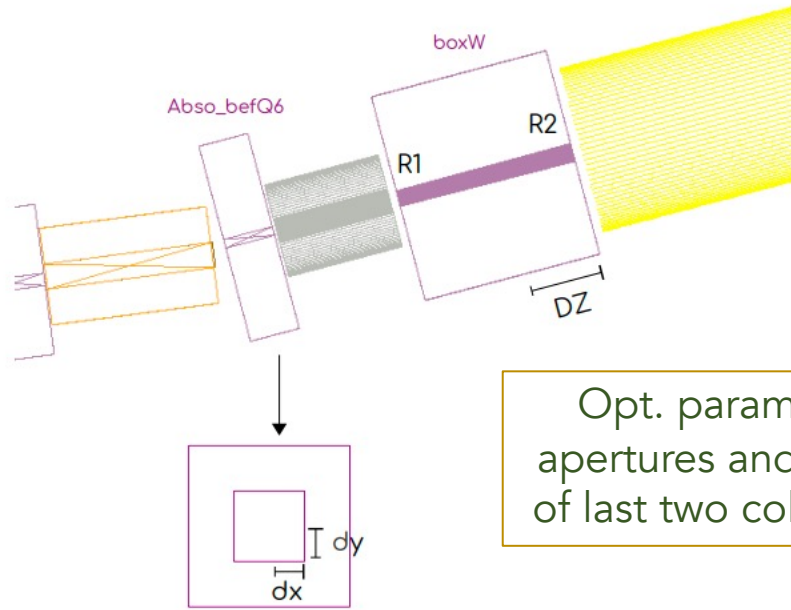 boxW
Abso_befQ6
R2
R1
DZ
Opt. param
apertures and
of last two col
dy
dx